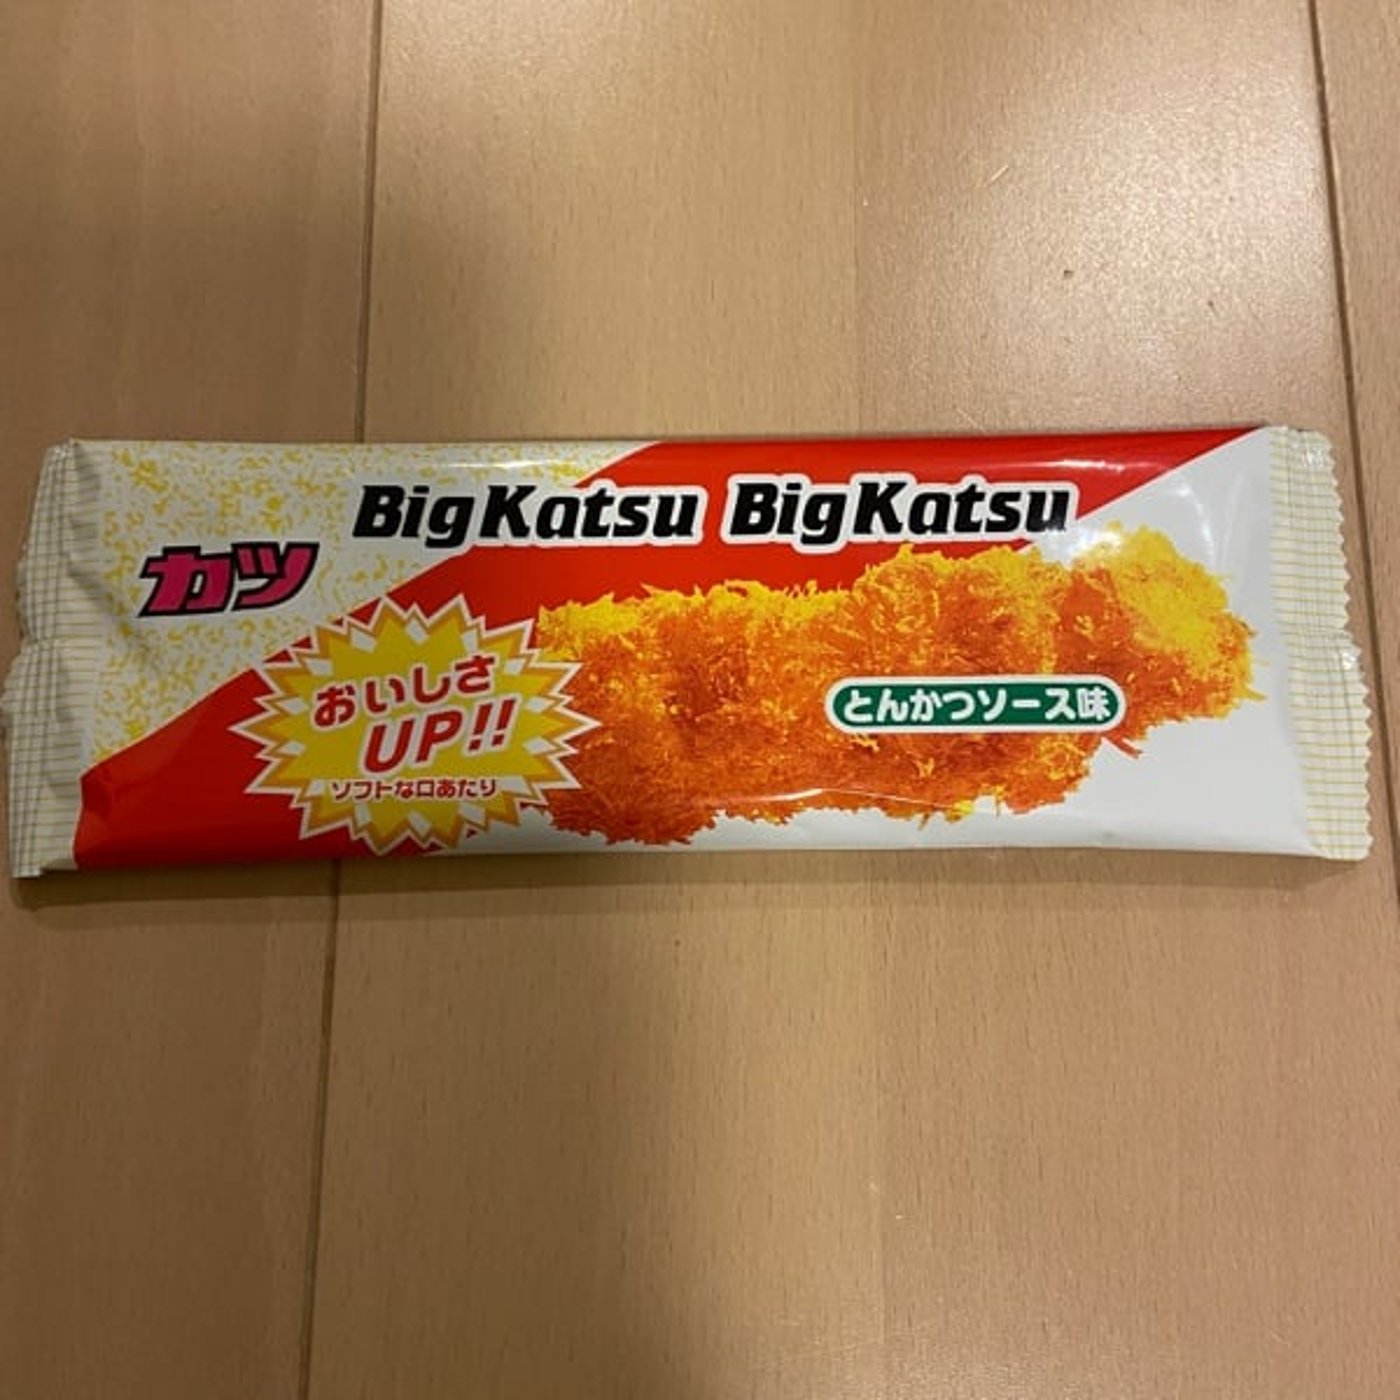 BigKatsu BigKatsu
カツ
おいしさ
UP!!
ソフトな口あたり
とんかつソース味